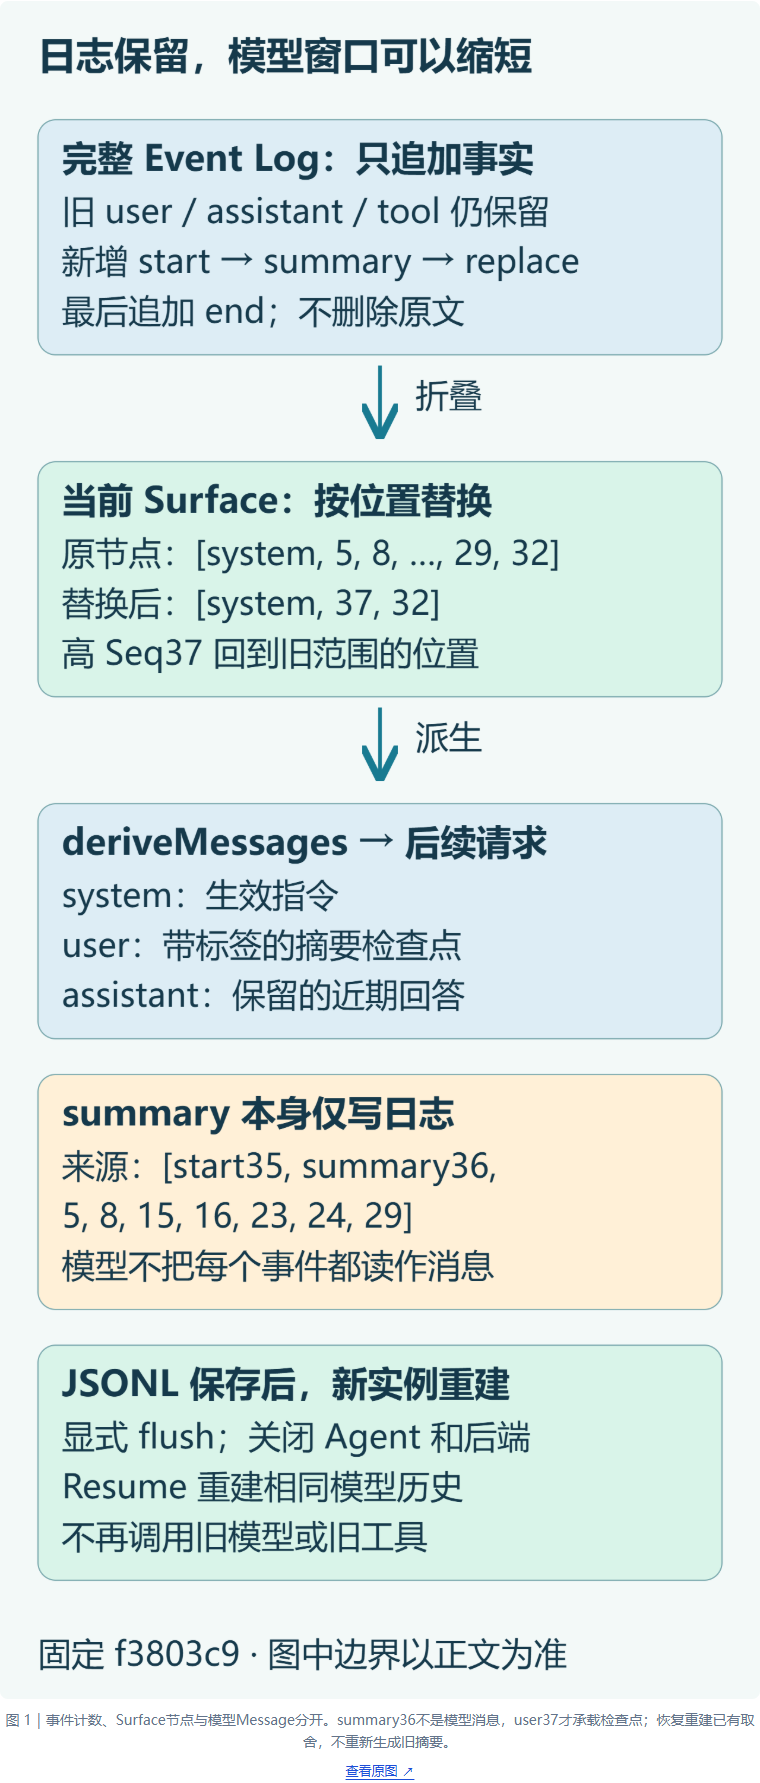 日志保留，模型窗口可以缩短
完整 Event Log：只追加事实
旧 user / assistant / tool 仍保留
新增 start → summary → replace
最后追加 end；不删除原文
折叠
当前 Surface：按位置替换
原节点：[system, 5, 8, …, 29, 32]
替换后：[system, 37, 32]
高 Seq37 回到旧范围的位置
派生
deriveMessages → 后续请求
system：生效指令
user：带标签的摘要检查点
assistant：保留的近期回答
summary 本身仅写日志
来源：[start35, summary36,
5, 8, 15, 16, 23, 24, 29]
模型不把每个事件都读作消息
JSONL 保存后，新实例重建
显式 flush；关闭 Agent 和后端
Resume 重建相同模型历史
不再调用旧模型或旧工具
固定 f3803c9 · 图中边界以正文为准
图 1｜事件计数、Surface节点与模型Message分开。summary36不是模型消息，user37才承载检查点；恢复重建已有取
舍，不重新生成旧摘要。
查看原图 ↗